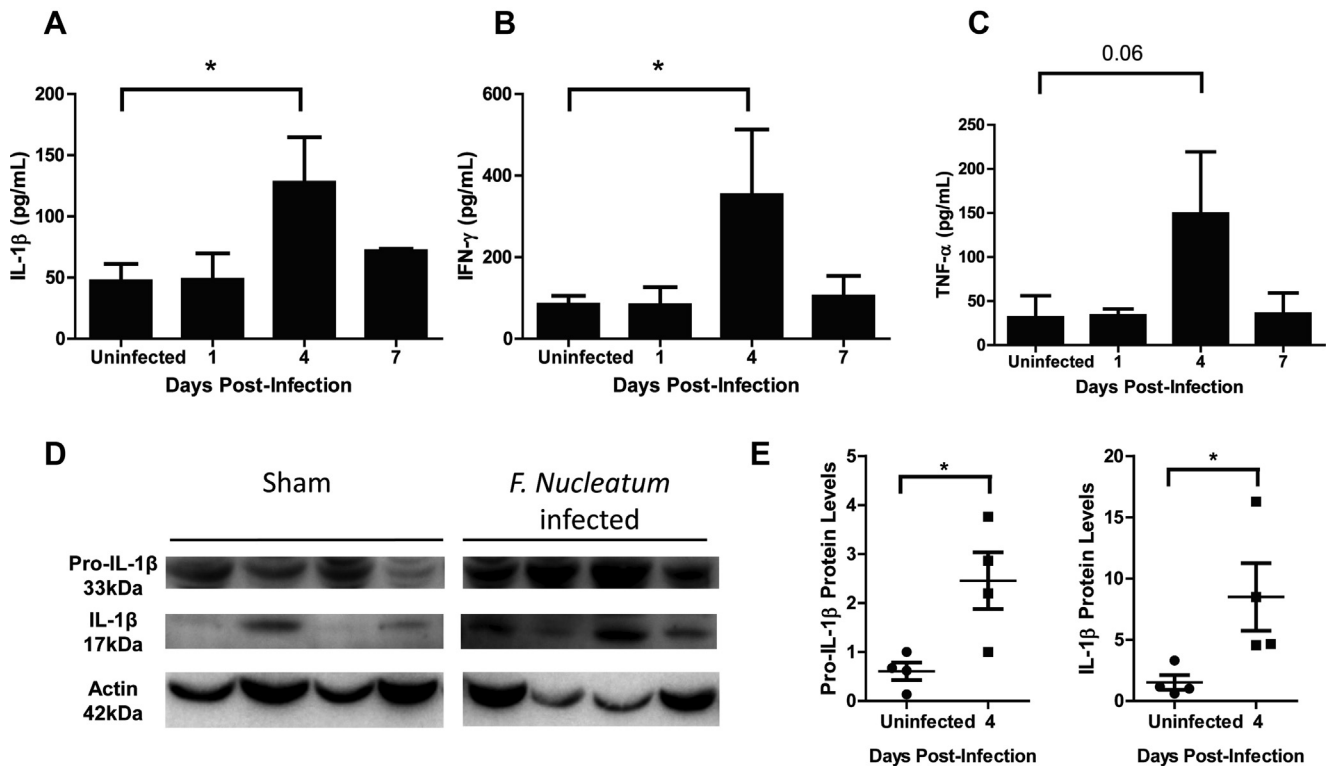 A
*
200
150
100
50
0
IL-1β (pg/mL)
Uninfected 1 4 7
Days Post-Infection
B
*
600
400
200
0
IFN-γ (pg/mL)
Uninfected 1 4 7
Days Post-Infection
C
0.06
250
200
150
100
50
0
TNF-α (pg/mL)
Uninfected 1 4 7
Days Post-Infection
D
Sham
F. Nucleatum
infected
Pro-IL-1β
33kDa
IL-1β
17kDa
Actin
42kDa
E
*
5
4
3
2
1
0
Pro-IL-1β Protein Levels
Uninfected 4
Days Post-Infection
*
20
15
10
5
0
IL-1β Protein Levels
Uninfected 4
Days Post-Infection